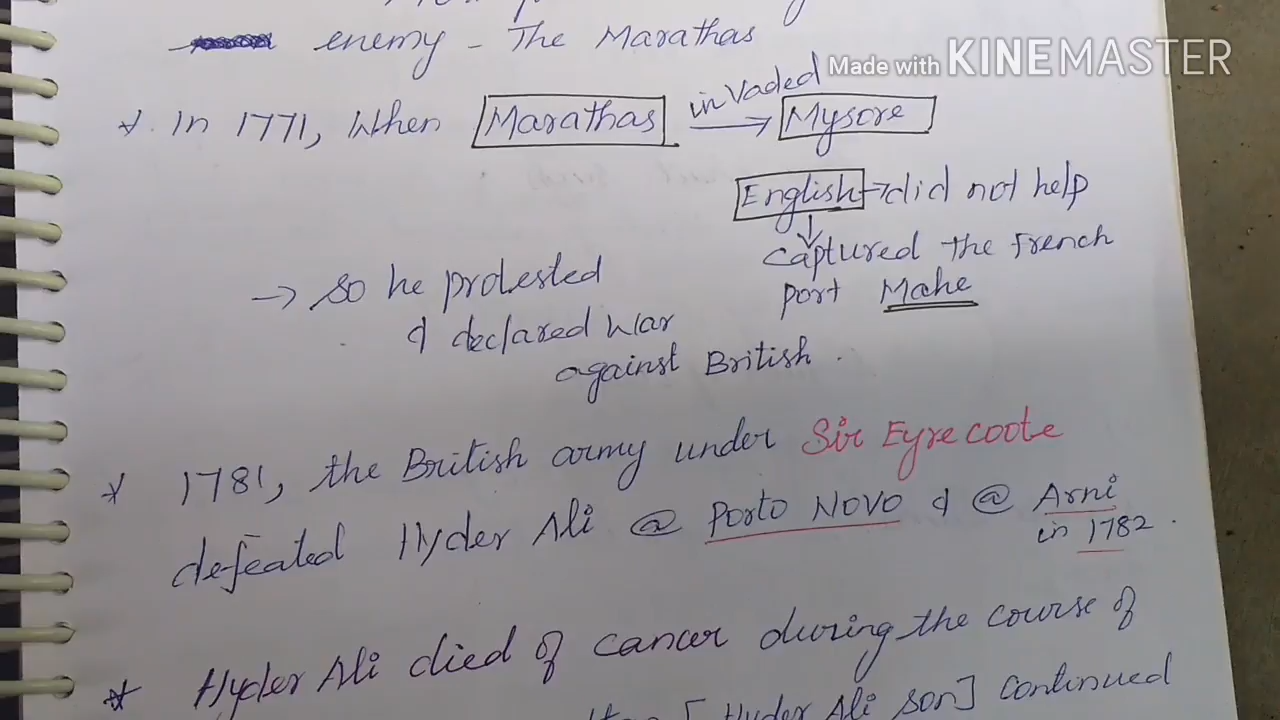 enemy - The Marathas
Made with KINEMASTER
* In 1771, When Marathas invaded → Mysore
English → did not help
↓
captured the French
port Mahe
→ So he protested
& declared War
against British.
* 1781, the British army under Sir Eyrecoote
defeated Hyder Ali @ Porto Novo & @ Arni
in 1782.
* Hyder Ali died of cancer during the course of
[Hyder Ali son] continued